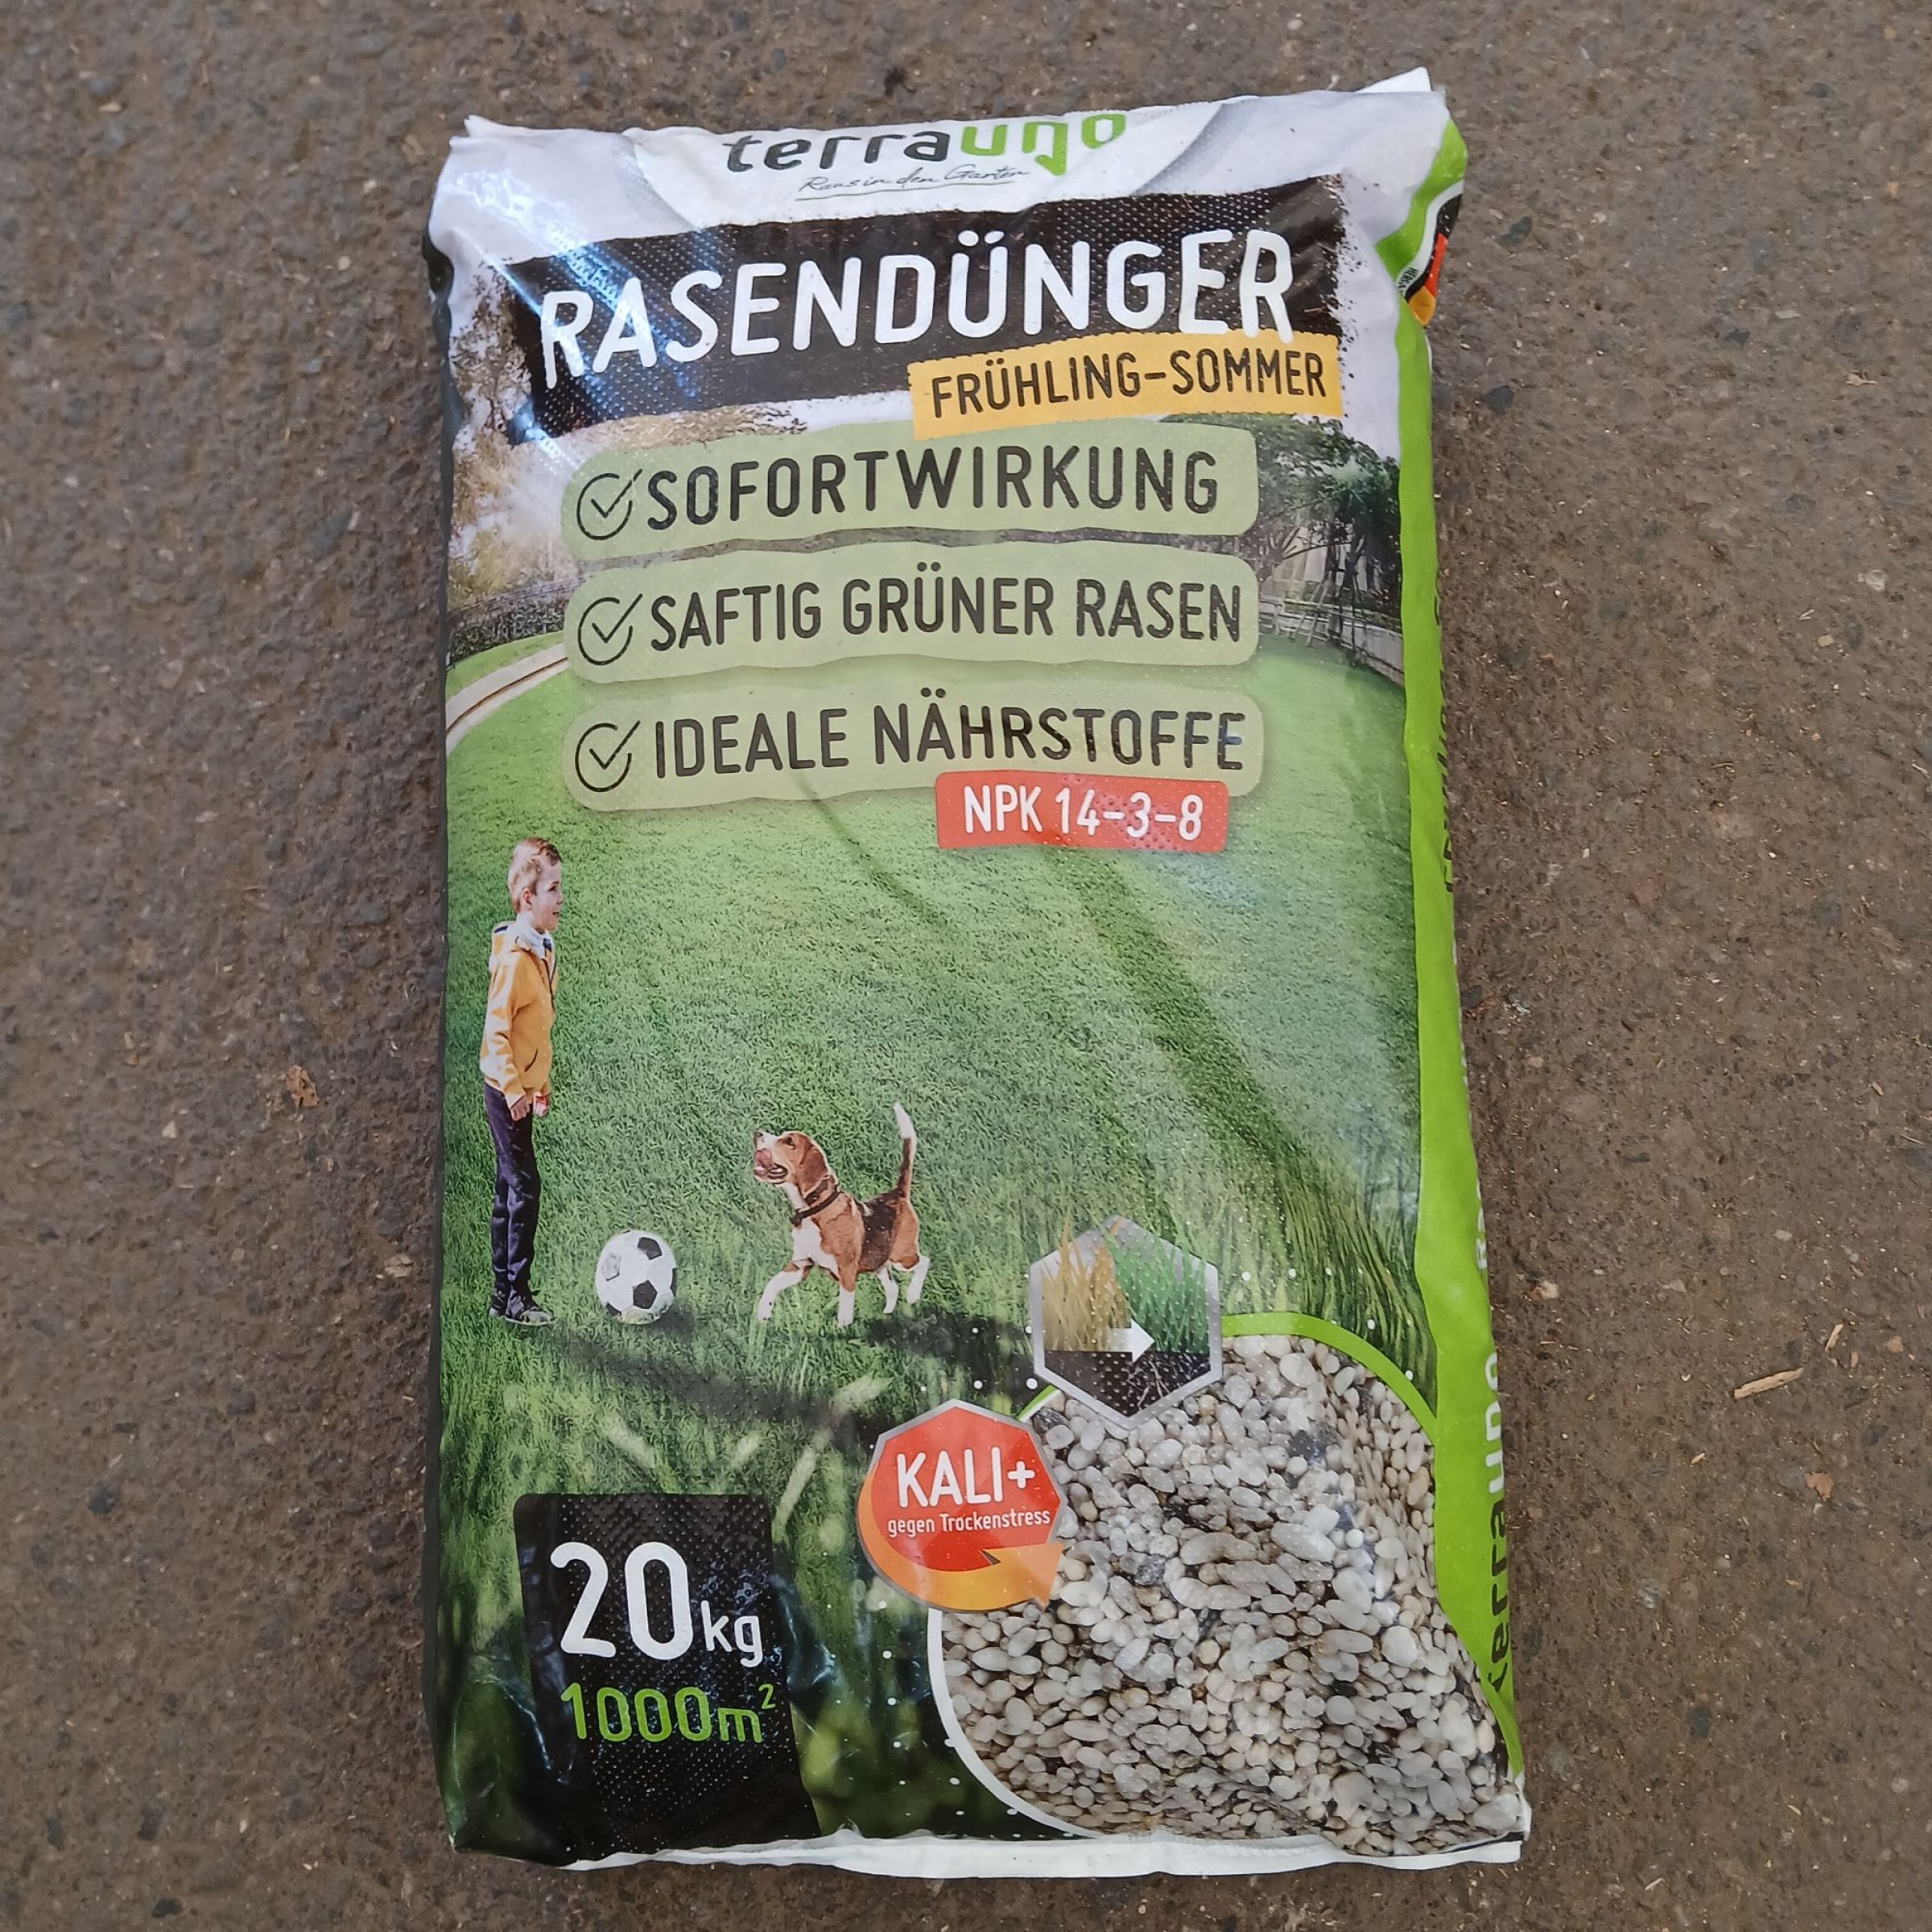 terrauno
Raus in den Garten
RASENDÜNGER
FRÜHLING-SOMMER
SOFORTWIRKUNG
SAFTIG GRÜNER RASEN
IDEALE NÄHRSTOFFE
NPK 14-3-8
KALI+
gegen Trockenstress
20kg
1000m²
terrauno